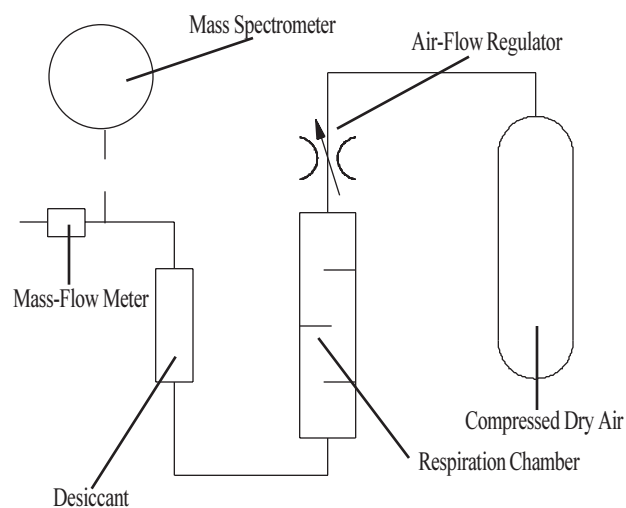 Mass Spectrometer
Air-Flow Regulator
Mass-Flow Meter
Compressed Dry Air
Respiration Chamber
Desiccant